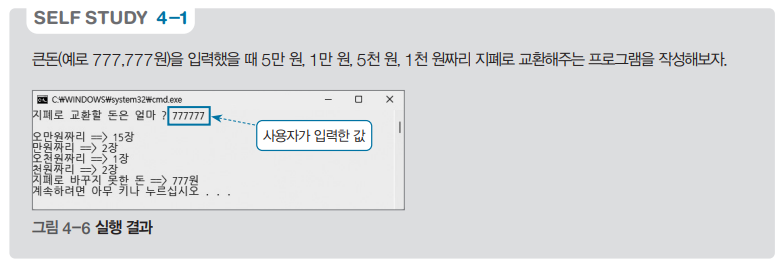 SELF STUDY 4-1
큰돈(예로 777,777원)을 입력했을 때 5만 원, 1만 원, 5천 원, 1천 원짜리 지폐로 교환해주는 프로그램을 작성해보자.
C:₩WINDOWS₩system32₩cmd.exe
지폐로 교환할 돈은 얼마 ? 777777
사용자가 입력한 값
오만원짜리 ==> 15장
만원짜리 ==> 2장
오천원짜리 ==> 1장
천원짜리 ==> 2장
지폐로 바꾸지 못한 돈 ==> 777원
계속하려면 아무 키나 누르십시오 . . .
그림 4-6 실행 결과